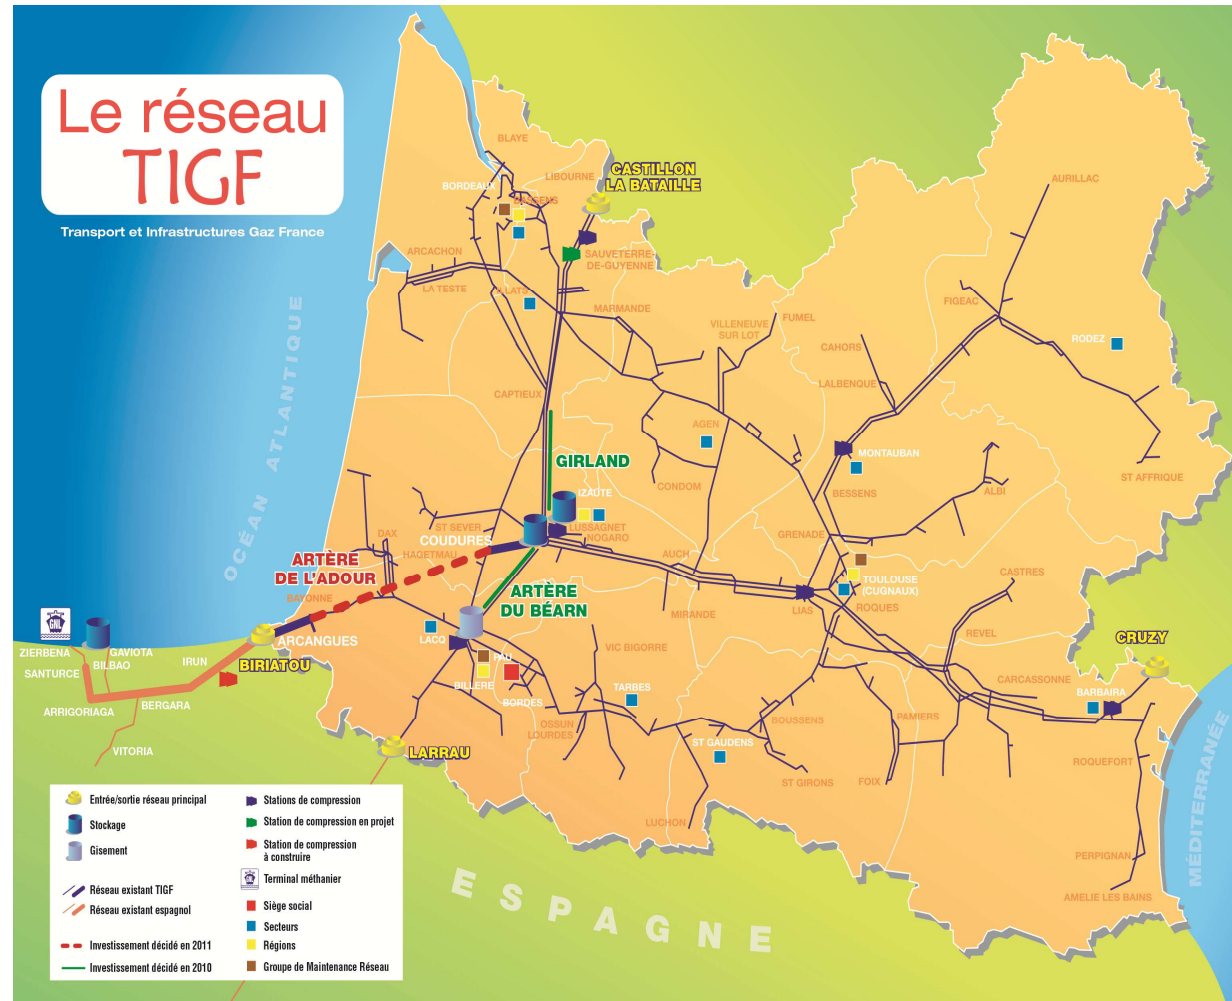 Le réseau
TIGF
Transport et Infrastructures Gaz France
OCÉAN ATLANTIQUE
BLAYE
LIBOURNE
CASTILLON
LA BATAILLE
BORDEAUX
BASSENS
AURILLAC
ARCACHON
LA TESTE
SAUVETERRE-
DE-GUYENNE
MARMANDE
VILLENEUVE
SUR LOT
FUMEL
FIGEAC
RODEZ
CAHORS
LALBENQUE
CAPTIEUX
AGEN
MONTAUBAN
GIRLAND
CONDOM
BESSENS
ALBI
ST AFFRIQUE
IZAUTE
LUSSAGNET
NOGARO
ST SEVER
COUDURES
DAX
HAGETMAU
GRENADE
AUCH
ARTÈRE
DE L'ADOUR
ARTÈRE
DU BÉARN
TOULOUSE
(CUGNAUX)
CASTRES
BAYONNE
MIRANDE
LIAS
ROQUES
ARCANGUES
LACQ
REVEL
CRUZY
GNL
ZIERBENA
GAVIOTA
BILBAO
SANTURCE
IRUN
BIRIATOU
VIC BIGORRE
PAU
BILLERE
BORDES
TARBES
CARCASSONNE
BARBAIRA
ARRIGORIAGA
BERGARA
VITORIA
OSSUN
LOURDES
BOUSSENS
PAMIERS
ST GAUDENS
LARRAU
ST GIRONS
FOIX
ROQUEFORT
LUCHON
PERPIGNAN
AMELIE LES BAINS
MÉDITERRANÉE
ESPAGNE
Entrée/sortie réseau principal
Stockage
Gisement
Réseau existant TIGF
Réseau existant espagnol
Investissement décidé en 2011
Investissement décidé en 2010
Stations de compression
Station de compression en projet
Station de compression
à construire
GNL
Terminal méthanier
Siège social
Secteurs
Régions
Groupe de Maintenance Réseau